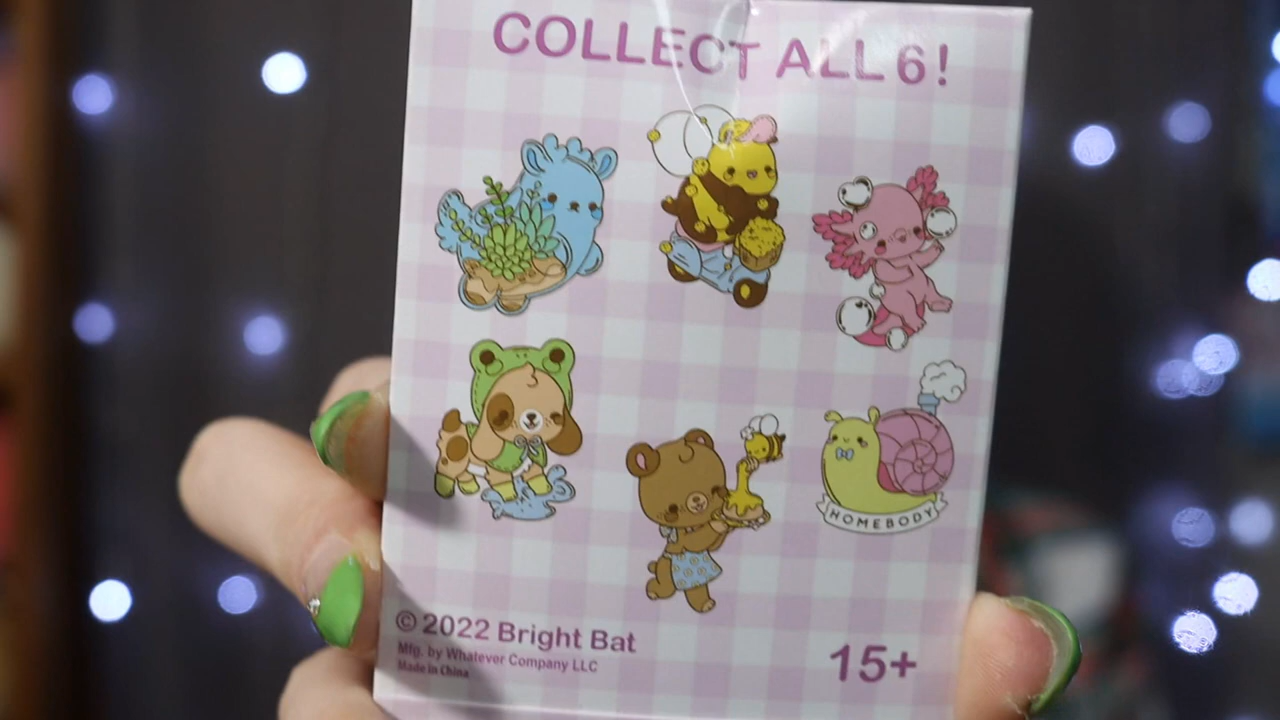 COLLECT ALL 6!
HOMEBODY
© 2022 Bright Bat
Mfg. by Whatever Company LLC
Made in China
15+